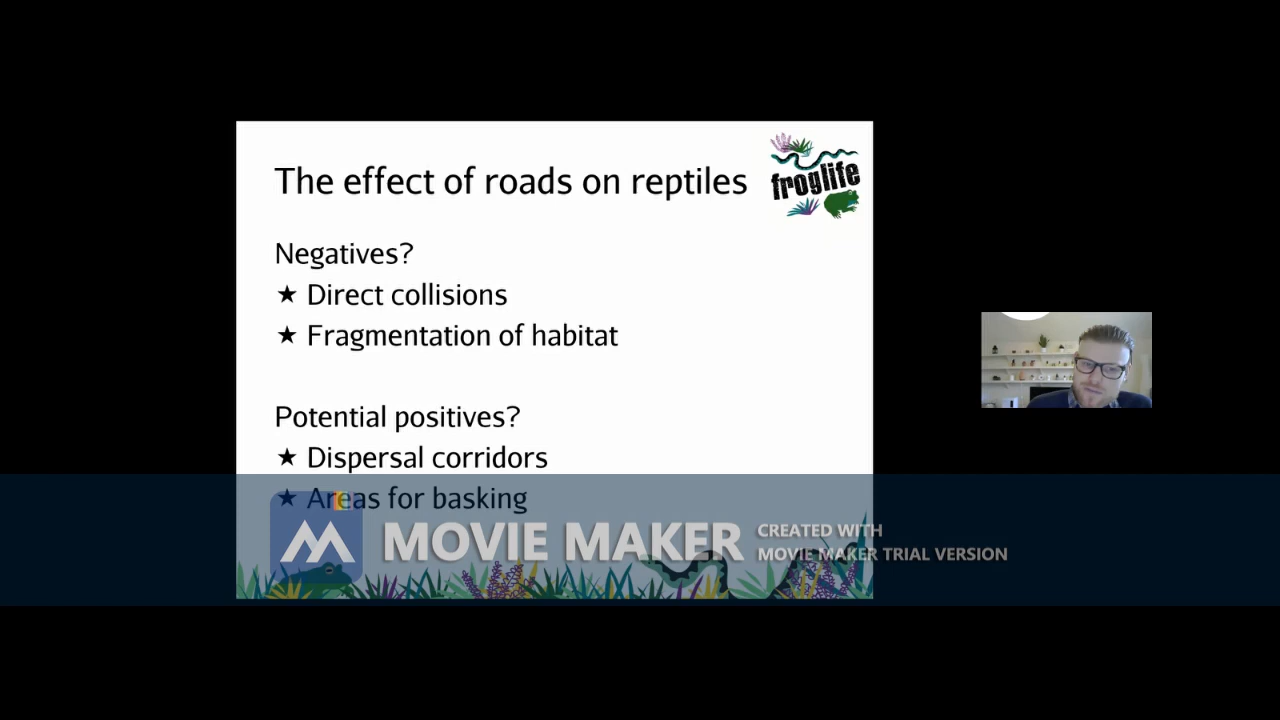 The effect of roads on reptiles
froglife
Negatives?
★ Direct collisions
★ Fragmentation of habitat
Potential positives?
★ Dispersal corridors
★ Areas for basking
MOVIE MAKER
CREATED WITH
MOVIE MAKER TRIAL VERSION